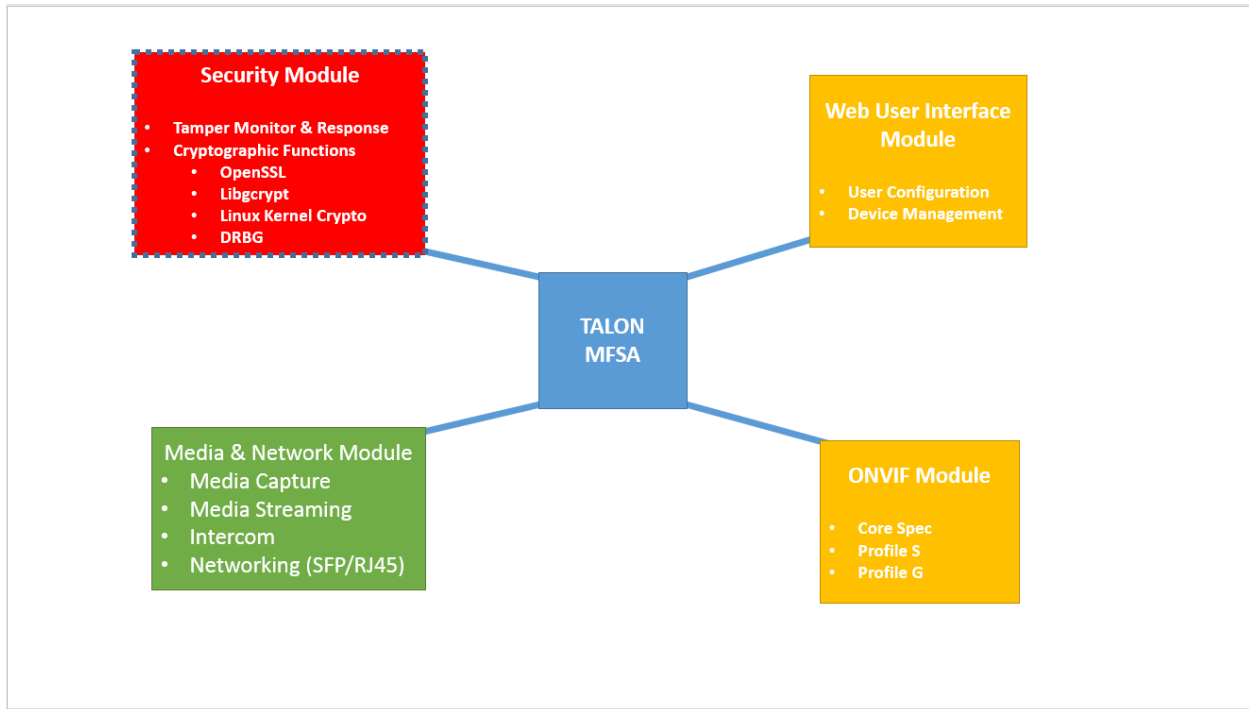 Security Module
• Tamper Monitor & Response
• Cryptographic Functions
• OpenSSL
• Libgcrypt
• Linux Kernel Crypto
• DRBG
Web User Interface
Module
• User Configuration
• Device Management
TALON
MFSA
Media & Network Module
• Media Capture
• Media Streaming
• Intercom
• Networking (SFP/RJ45)
ONVIF Module
• Core Spec
• Profile S
• Profile G